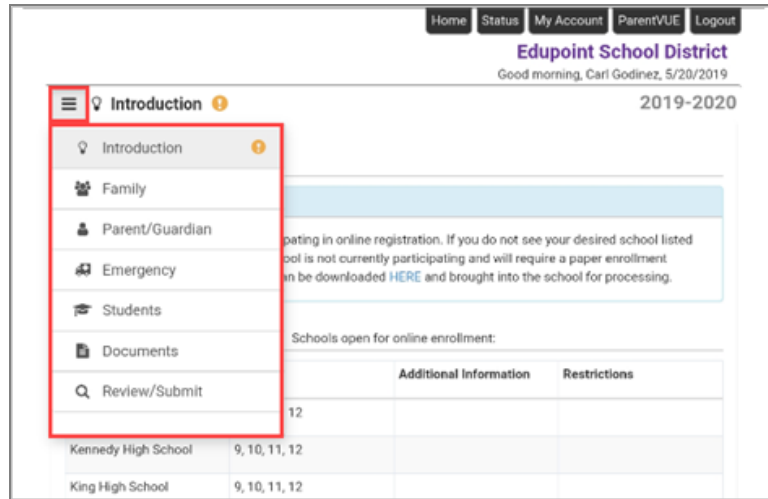 Home Status My Account ParentVUE Logout
Edupoint School District
Good morning, Carl Godinez, 5/20/2019
Introduction
2019-2020
Introduction
Family
Parent/Guardian
Emergency
Students
Documents
Review/Submit
pating in online registration. If you do not see your desired school listed
ool is not currently participating and will require a paper enrollment
an be downloaded HERE and brought into the school for processing.
Schools open for online enrollment:
Additional Information Restrictions
12
Kennedy High School 9, 10, 11, 12
King High School 9, 10, 11, 12